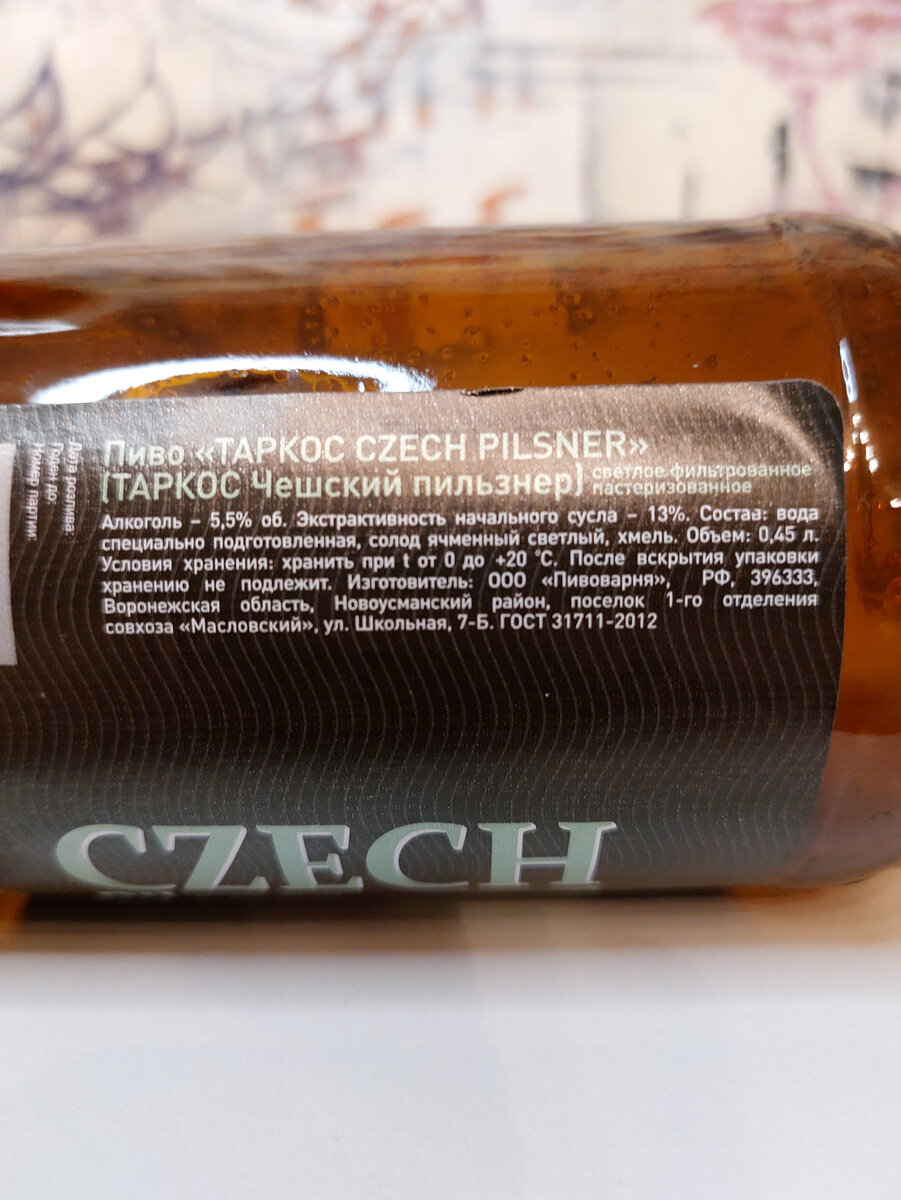 Дата розлива:
Годен до:
Номер партии:
Пиво «ТАРКОС CZECH PILSNER»
(ТАРКОС Чешский пильзнер) светлое фильтрованное
пастеризованное
Алкоголь – 5,5% об. Экстрактивность начального сусла – 13%. Состав: вода
специально подготовленная, солод ячменный светлый, хмель. Объем: 0,45 л.
Условия хранения: хранить при t от 0 до +20 °С. После вскрытия упаковки
хранению не подлежит. Изготовитель: ООО «Пивоварня», РФ, 396333,
Воронежская область, Новоусманский район, поселок 1-го отделения
совхоза «Масловский», ул. Школьная, 7-Б. ГОСТ 31711-2012
CZECH